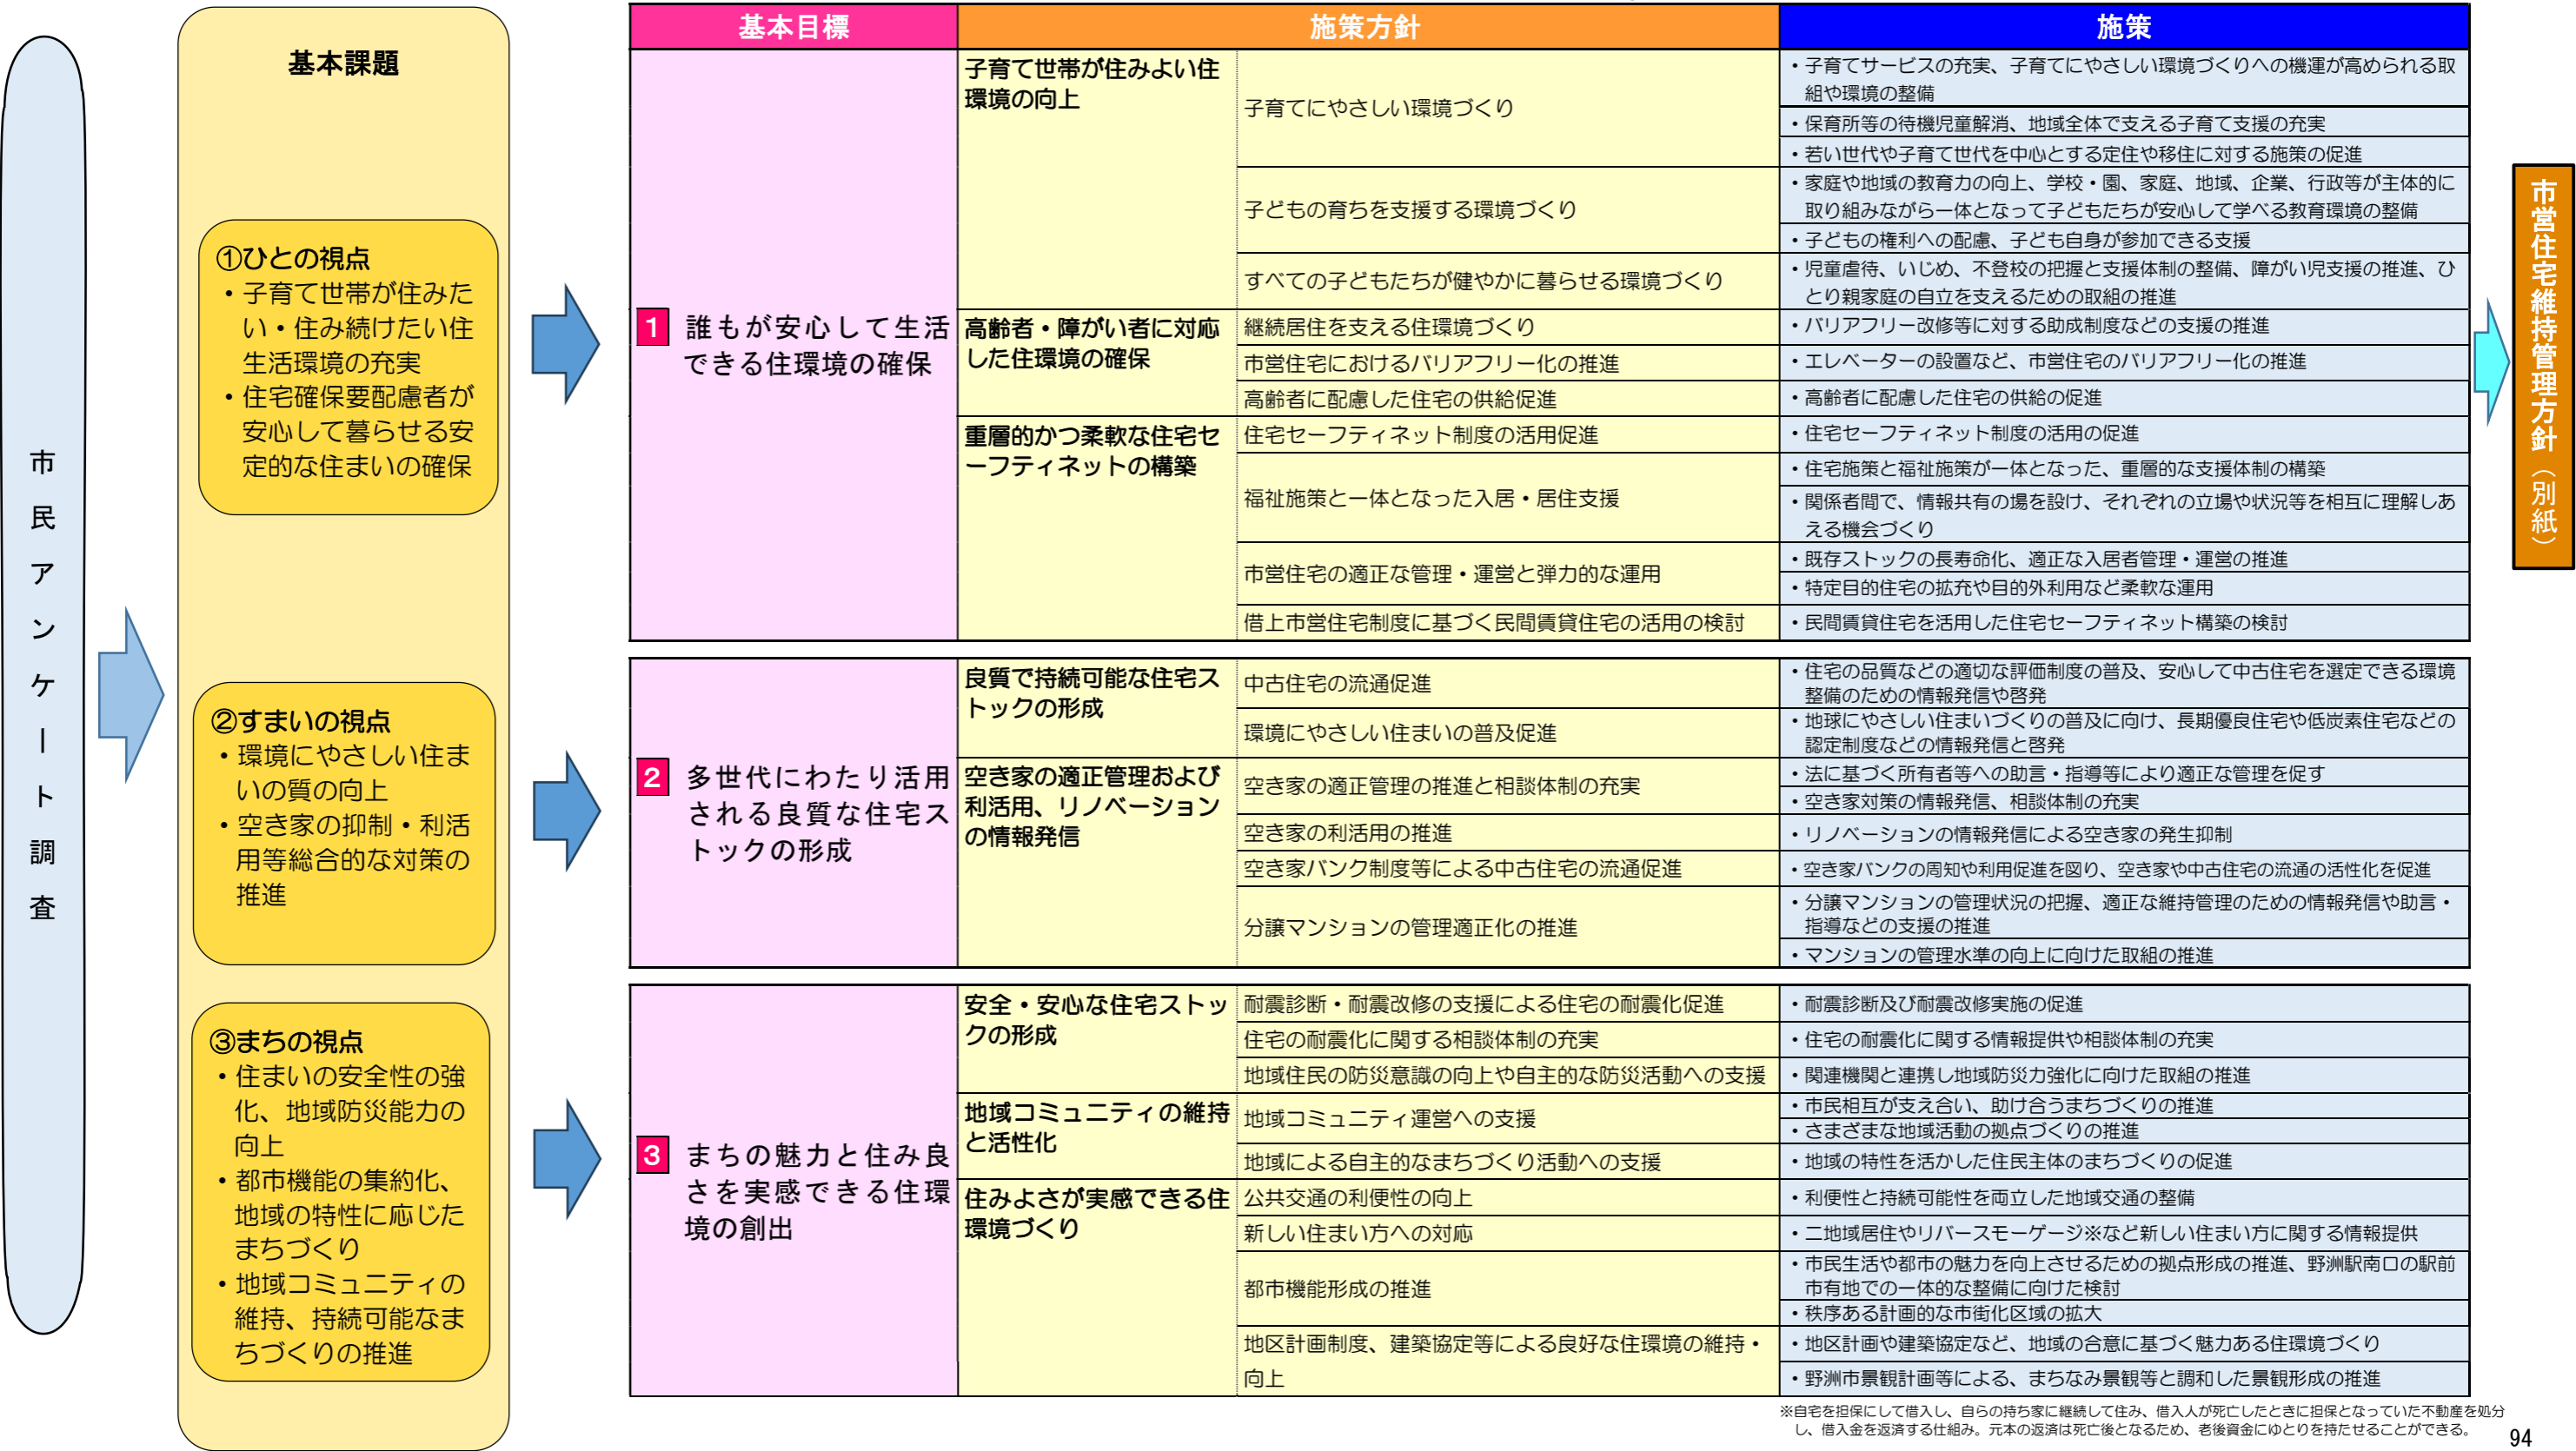 市民アンケート調査
基本課題
①ひとの視点
・子育て世帯が住みた
い・住み続けたい住
生活環境の充実
・住宅確保要配慮者が
安心して暮らせる安
定的な住まいの確保
②すまいの視点
・環境にやさしい住ま
いの質の向上
・空き家の抑制・利活
用等総合的な対策の
推進
③まちの視点
・住まいの安全性の強
化、地域防災能力の
向上
・都市機能の集約化、
地域の特性に応じた
まちづくり
・地域コミュニティの
維持、持続可能なま
ちづくりの推進
基本目標
施策方針
施策
1 誰もが安心して生活
できる住環境の確保
子育て世帯が住みよい住
環境の向上
子育てにやさしい環境づくり
・子育てサービスの充実、子育てにやさしい環境づくりへの機運が高められる取
組や環境の整備
・保育所等の待機児童解消、地域全体で支える子育て支援の充実
・若い世代や子育て世代を中心とする定住や移住に対する施策の促進
子どもの育ちを支援する環境づくり
・家庭や地域の教育力の向上、学校・園、家庭、地域、企業、行政等が主体的に
取り組みながら一体となって子どもたちが安心して学べる教育環境の整備
・子どもの権利への配慮、子ども自身が参加できる支援
すべての子どもたちが健やかに暮らせる環境づくり
・児童虐待、いじめ、不登校の把握と支援体制の整備、障がい児支援の推進、ひ
とり親家庭の自立を支えるための取組の推進
高齢者・障がい者に対応
した住環境の確保
継続居住を支える住環境づくり
・バリアフリー改修等に対する助成制度などの支援の推進
市営住宅におけるバリアフリー化の推進
・エレベーターの設置など、市営住宅のバリアフリー化の推進
高齢者に配慮した住宅の供給促進
・高齢者に配慮した住宅の供給の促進
重層的かつ柔軟な住宅セ
ーフティネットの構築
住宅セーフティネット制度の活用促進
・住宅セーフティネット制度の活用の促進
福祉施策と一体となった入居・居住支援
・住宅施策と福祉施策が一体となった、重層的な支援体制の構築
・関係者間で、情報共有の場を設け、それぞれの立場や状況等を相互に理解しあ
える機会づくり
市営住宅の適正な管理・運営と弾力的な運用
・既存ストックの長寿命化、適正な入居者管理・運営の推進
・特定目的住宅の拡充や目的外利用など柔軟な運用
借上市営住宅制度に基づく民間賃貸住宅の活用の検討
・民間賃貸住宅を活用した住宅セーフティネット構築の検討
2 多世代にわたり活用
される良質な住宅ス
トックの形成
良質で持続可能な住宅ス
トックの形成
中古住宅の流通促進
・住宅の品質などの適切な評価制度の普及、安心して中古住宅を選定できる環境
整備のための情報発信や啓発
環境にやさしい住まいの普及促進
・地球にやさしい住まいづくりの普及に向け、長期優良住宅や低炭素住宅などの
認定制度などの情報発信と啓発
空き家の適正管理および
利活用、リノベーション
の情報発信
空き家の適正管理の推進と相談体制の充実
・法に基づく所有者等への助言・指導等により適正な管理を促す
・空き家対策の情報発信、相談体制の充実
空き家の利活用の推進
・リノベーションの情報発信による空き家の発生抑制
空き家バンク制度等による中古住宅の流通促進
・空き家バンクの周知や利用促進を図り、空き家や中古住宅の流通の活性化を促進
分譲マンションの管理適正化の推進
・分譲マンションの管理状況の把握、適正な維持管理のための情報発信や助言・
指導などの支援の推進
・マンションの管理水準の向上に向けた取組の推進
3 まちの魅力と住み良
さを実感できる住環
境の創出
安全・安心な住宅ストッ
クの形成
耐震診断・耐震改修の支援による住宅の耐震化促進
・耐震診断及び耐震改修実施の促進
住宅の耐震化に関する相談体制の充実
・住宅の耐震化に関する情報提供や相談体制の充実
地域住民の防災意識の向上や自主的な防災活動への支援
・関連機関と連携し地域防災力強化に向けた取組の推進
地域コミュニティの維持
と活性化
地域コミュニティ運営への支援
・市民相互が支え合い、助け合うまちづくりの推進
・さまざまな地域活動の拠点づくりの推進
地域による自主的なまちづくり活動への支援
・地域の特性を活かした住民主体のまちづくりの促進
住みよさが実感できる住
環境づくり
公共交通の利便性の向上
・利便性と持続可能性を両立した地域交通の整備
新しい住まい方への対応
・二地域居住やリバースモーゲージ※など新しい住まい方に関する情報提供
都市機能形成の推進
・市民生活や都市の魅力を向上させるための拠点形成の推進、野洲駅南口の駅前
市有地での一体的な整備に向けた検討
・秩序ある計画的な市街化区域の拡大
地区計画制度、建築協定等による良好な住環境の維持・
向上
・地区計画や建築協定など、地域の合意に基づく魅力ある住環境づくり
・野洲市景観計画等による、まちなみ景観等と調和した景観形成の推進
市営住宅維持管理方針（別紙）
※自宅を担保にして借入し、自らの持ち家に継続して住み、借入人が死亡したときに担保となっていた不動産を処分
し、借入金を返済する仕組み。元本の返済は死亡後となるため、老後資金にゆとりを持たせることができる。
94